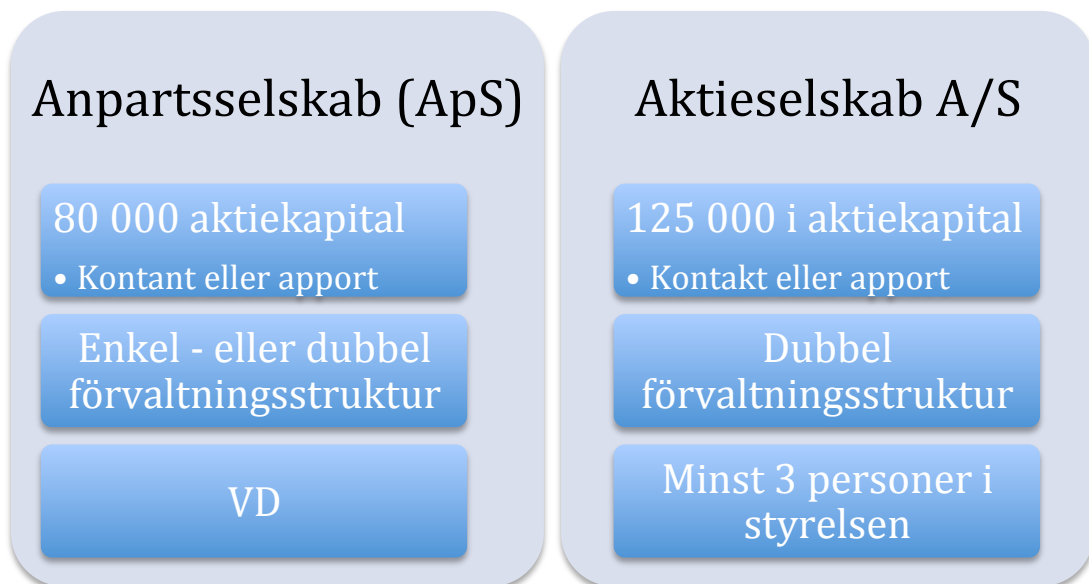 Anpartsselskab (ApS)
80 000 aktiekapital
• Kontant eller apport
Enkel - eller dubbel
förvaltningsstruktur
VD
Aktieselskab A/S
125 000 i aktiekapital
• Kontakt eller apport
Dubbel
förvaltningsstruktur
Minst 3 personer i
styrelsen